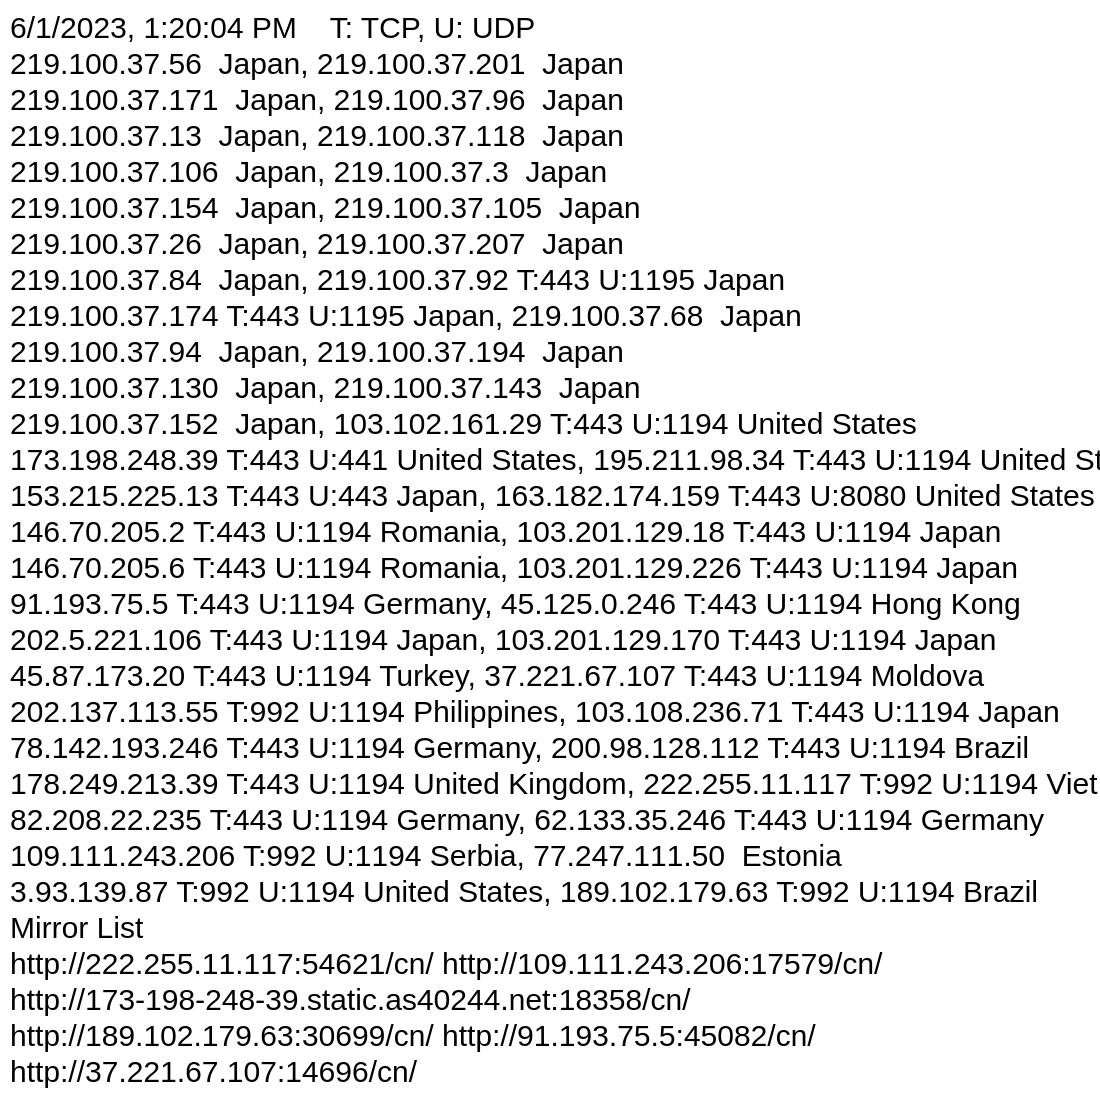 6/1/2023, 1:20:04 PM    T: TCP, U: UDP
219.100.37.56  Japan, 219.100.37.201  Japan
219.100.37.171  Japan, 219.100.37.96  Japan
219.100.37.13  Japan, 219.100.37.118  Japan
219.100.37.106  Japan, 219.100.37.3  Japan
219.100.37.154  Japan, 219.100.37.105  Japan
219.100.37.26  Japan, 219.100.37.207  Japan
219.100.37.84  Japan, 219.100.37.92 T:443 U:1195 Japan
219.100.37.174 T:443 U:1195 Japan, 219.100.37.68  Japan
219.100.37.94  Japan, 219.100.37.194  Japan
219.100.37.130  Japan, 219.100.37.143  Japan
219.100.37.152  Japan, 103.102.161.29 T:443 U:1194 United States
173.198.248.39 T:443 U:441 United States, 195.211.98.34 T:443 U:1194 United St
153.215.225.13 T:443 U:443 Japan, 163.182.174.159 T:443 U:8080 United States
146.70.205.2 T:443 U:1194 Romania, 103.201.129.18 T:443 U:1194 Japan
146.70.205.6 T:443 U:1194 Romania, 103.201.129.226 T:443 U:1194 Japan
91.193.75.5 T:443 U:1194 Germany, 45.125.0.246 T:443 U:1194 Hong Kong
202.5.221.106 T:443 U:1194 Japan, 103.201.129.170 T:443 U:1194 Japan
45.87.173.20 T:443 U:1194 Turkey, 37.221.67.107 T:443 U:1194 Moldova
202.137.113.55 T:992 U:1194 Philippines, 103.108.236.71 T:443 U:1194 Japan
78.142.193.246 T:443 U:1194 Germany, 200.98.128.112 T:443 U:1194 Brazil
178.249.213.39 T:443 U:1194 United Kingdom, 222.255.11.117 T:992 U:1194 Viet
82.208.22.235 T:443 U:1194 Germany, 62.133.35.246 T:443 U:1194 Germany
109.111.243.206 T:992 U:1194 Serbia, 77.247.111.50  Estonia
3.93.139.87 T:992 U:1194 United States, 189.102.179.63 T:992 U:1194 Brazil
Mirror List
http://222.255.11.117:54621/cn/ http://109.111.243.206:17579/cn/
http://173-198-248-39.static.as40244.net:18358/cn/
http://189.102.179.63:30699/cn/ http://91.193.75.5:45082/cn/
http://37.221.67.107:14696/cn/